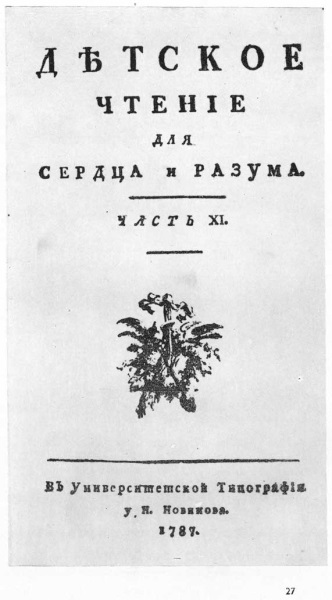 ДѢТСКОЕ
ЧТЕНІЕ
ДЛЯ
СЕРДЦА и РАЗУМА.
ЧАСТЬ XI.
ВЪ Университетской Типографіи
у Н. Новикова.
1787.
27